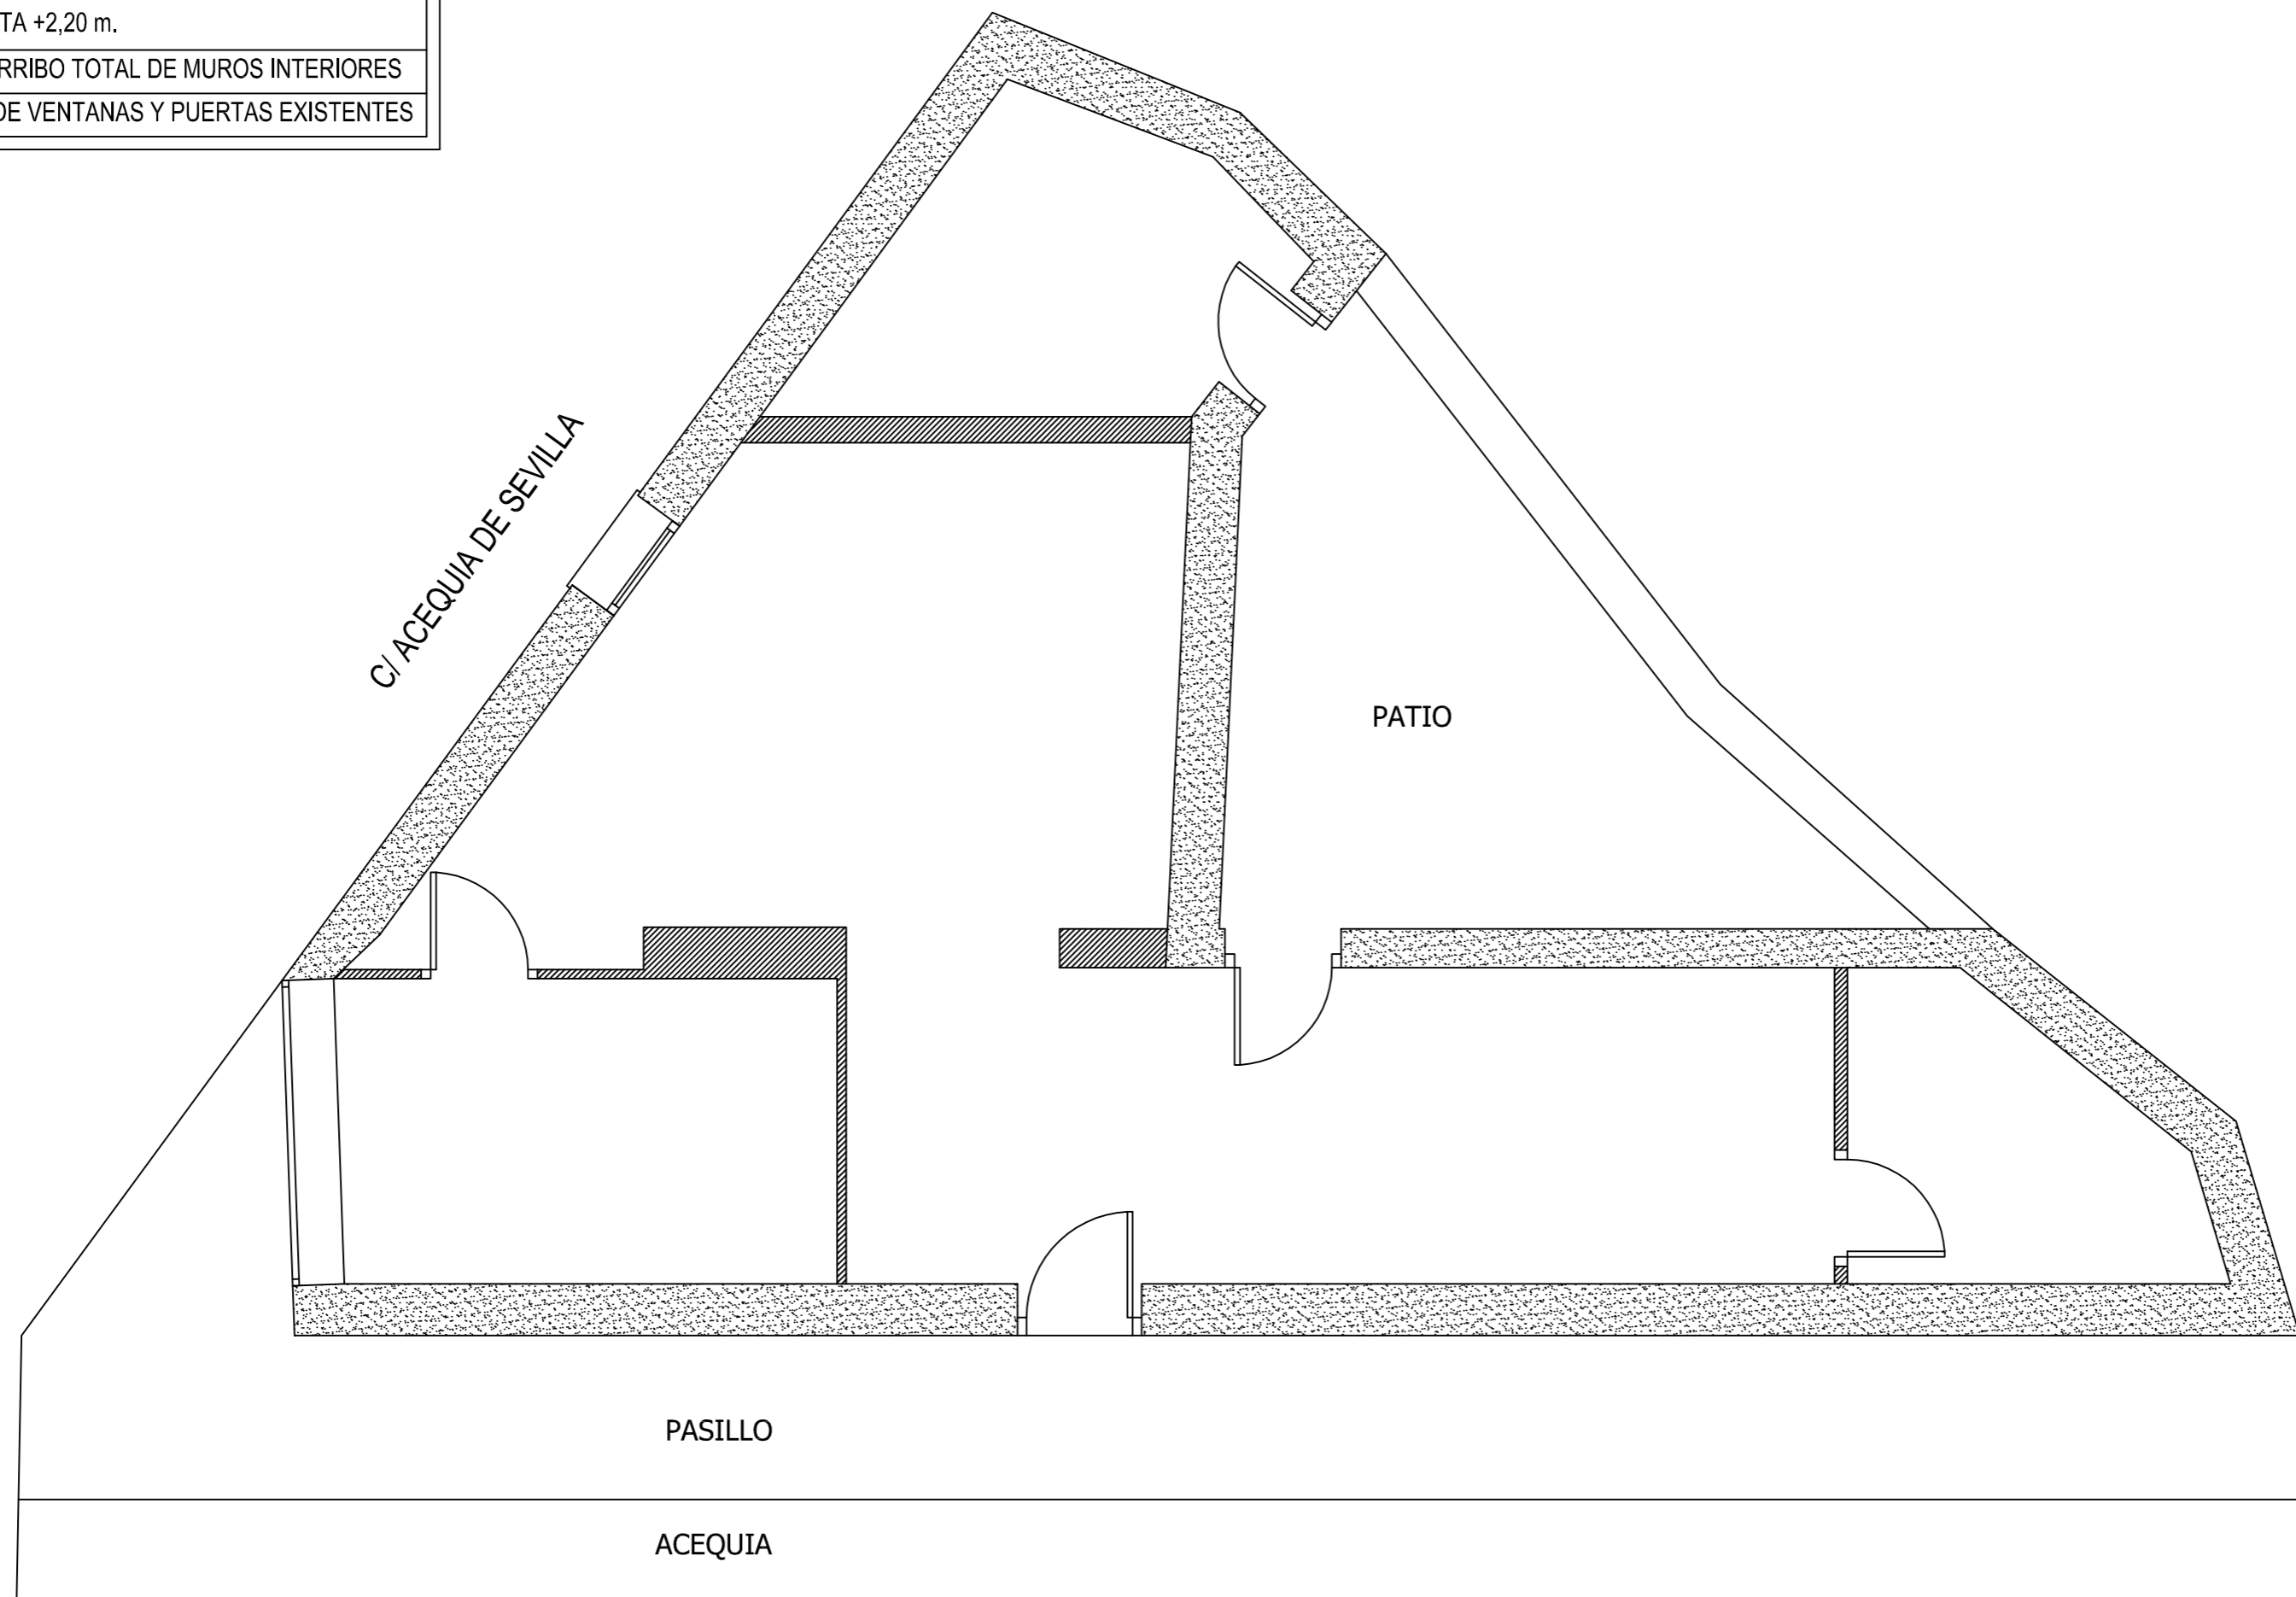 TA +2,20 m.
RRIBO TOTAL DE MUROS INTERIORES
DE VENTANAS Y PUERTAS EXISTENTES
C/ ACEQUIA DE SEVILLA
PATIO
PASILLO
ACEQUIA